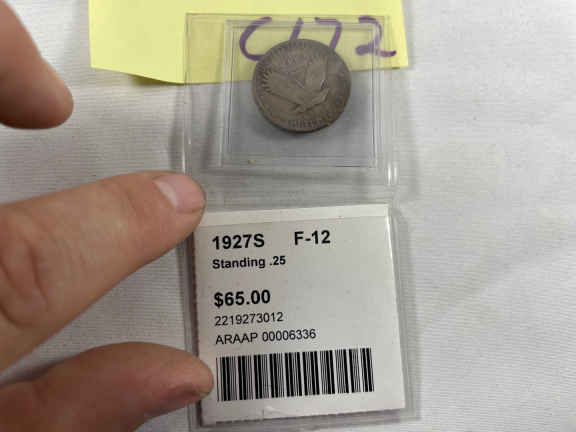 C172
1927S F-12
Standing .25
$65.00
2219273012
ARAAP 00006336